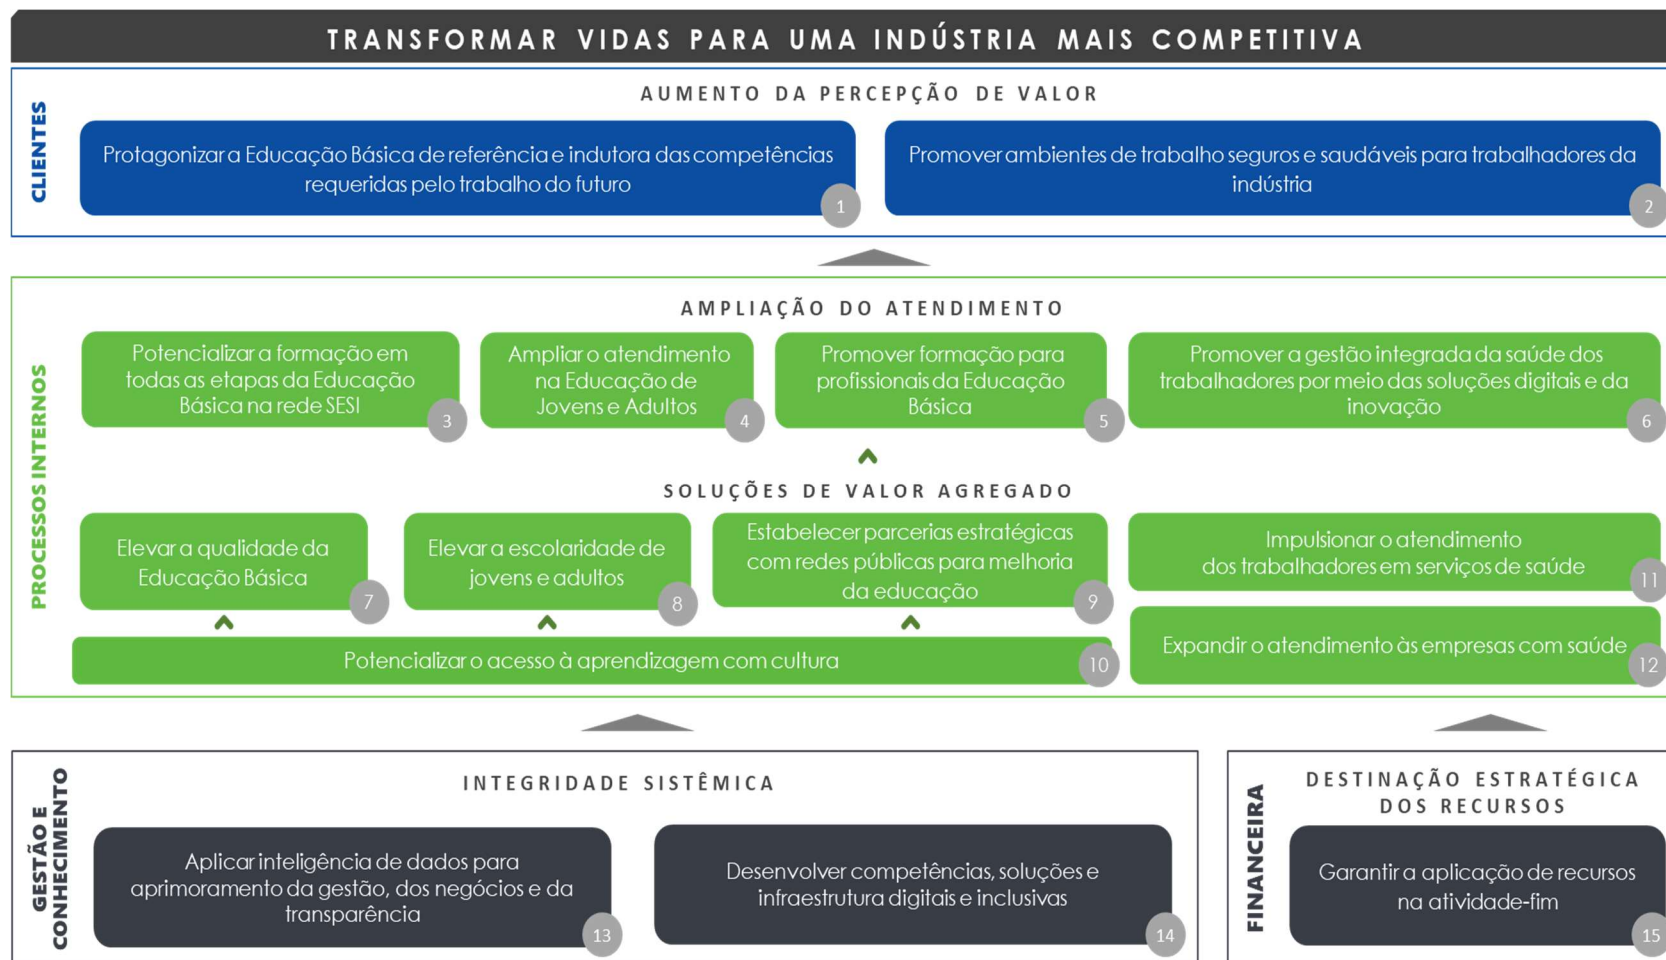 TRANSFORMAR VIDAS PARA UMA INDÚSTRIA MAIS COMPETITIVA
CLIENTES
AUMENTO DA PERCEPÇÃO DE VALOR
Protagonizar a Educação Básica de referência e indutora das competências
requeridas pelo trabalho do futuro
1
Promover ambientes de trabalho seguros e saudáveis para trabalhadores da
indústria
2
PROCESSOS INTERNOS
AMPLIAÇÃO DO ATENDIMENTO
Potencializar a formação em
todas as etapas da Educação
Básica na rede SESI
3
Ampliar o atendimento
na Educação de
Jovens e Adultos
4
Promover formação para
profissionais da Educação
Básica
5
Promover a gestão integrada da saúde dos
trabalhadores por meio das soluções digitais e da
inovação
6
SOLUÇÕES DE VALOR AGREGADO
Elevar a qualidade da
Educação Básica
7
Elevar a escolaridade de
jovens e adultos
8
Estabelecer parcerias estratégicas
com redes públicas para melhoria
da educação
9
Impulsionar o atendimento
dos trabalhadores em serviços de saúde
11
Potencializar o acesso à aprendizagem com cultura
10
Expandir o atendimento às empresas com saúde
12
GESTÃO E
CONHECIMENTO
INTEGRIDADE SISTÊMICA
Aplicar inteligência de dados para
aprimoramento da gestão, dos negócios e da
transparência
13
Desenvolver competências, soluções e
infraestrutura digitais e inclusivas
14
FINANCEIRA
DESTINAÇÃO ESTRATÉGICA
DOS RECURSOS
Garantir a aplicação de recursos
na atividade-fim
15